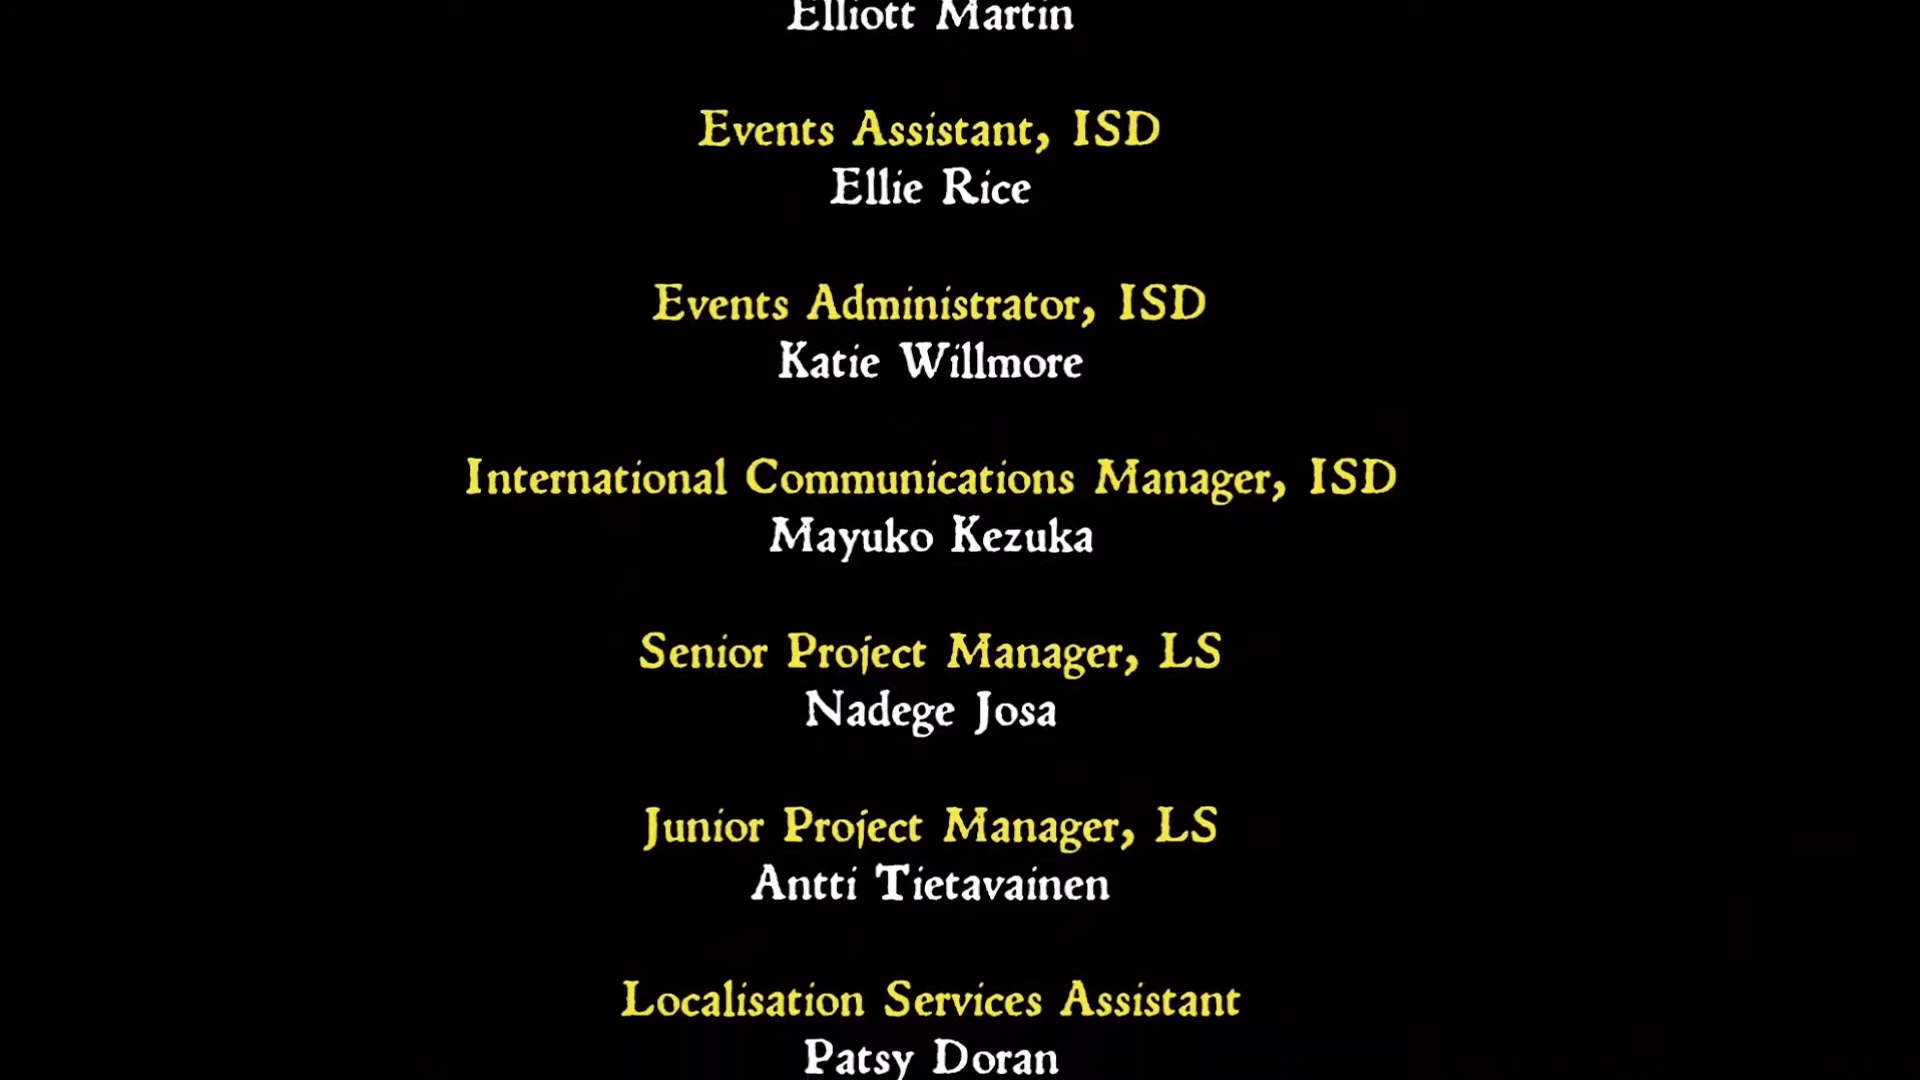 Elliott Martin
Events Assistant, ISD
Ellie Rice
Events Administrator, ISD
Katie Willmore
International Communications Manager, ISD
Mayuko Kezuka
Senior Project Manager, LS
Nadege Josa
Junior Project Manager, LS
Antti Tietavainen
Localisation Services Assistant
Patsy Doran